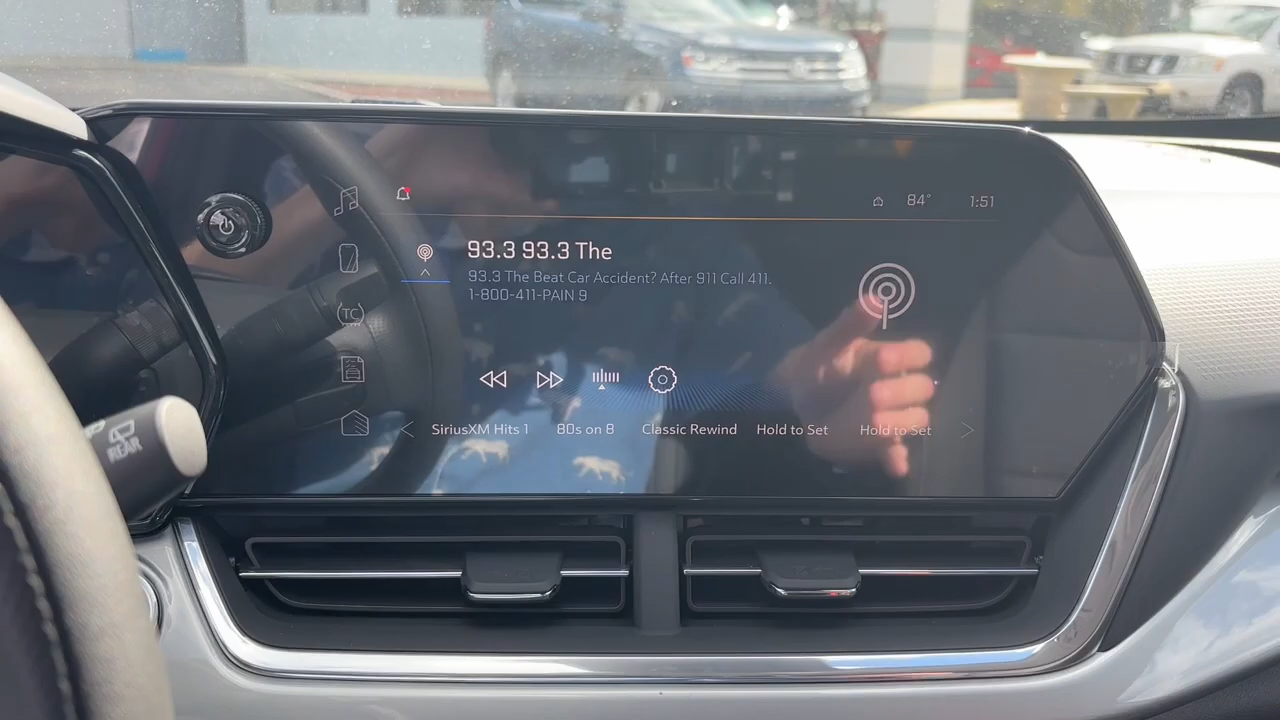 84° 1:51
93.3 93.3 The
93.3 The Beat Car Accident? After 911 Call 411.
1-800-411-PAIN 9
TC
SiriusXM Hits 1 80s on 8 Classic Rewind Hold to Set Hold to Set
REAR